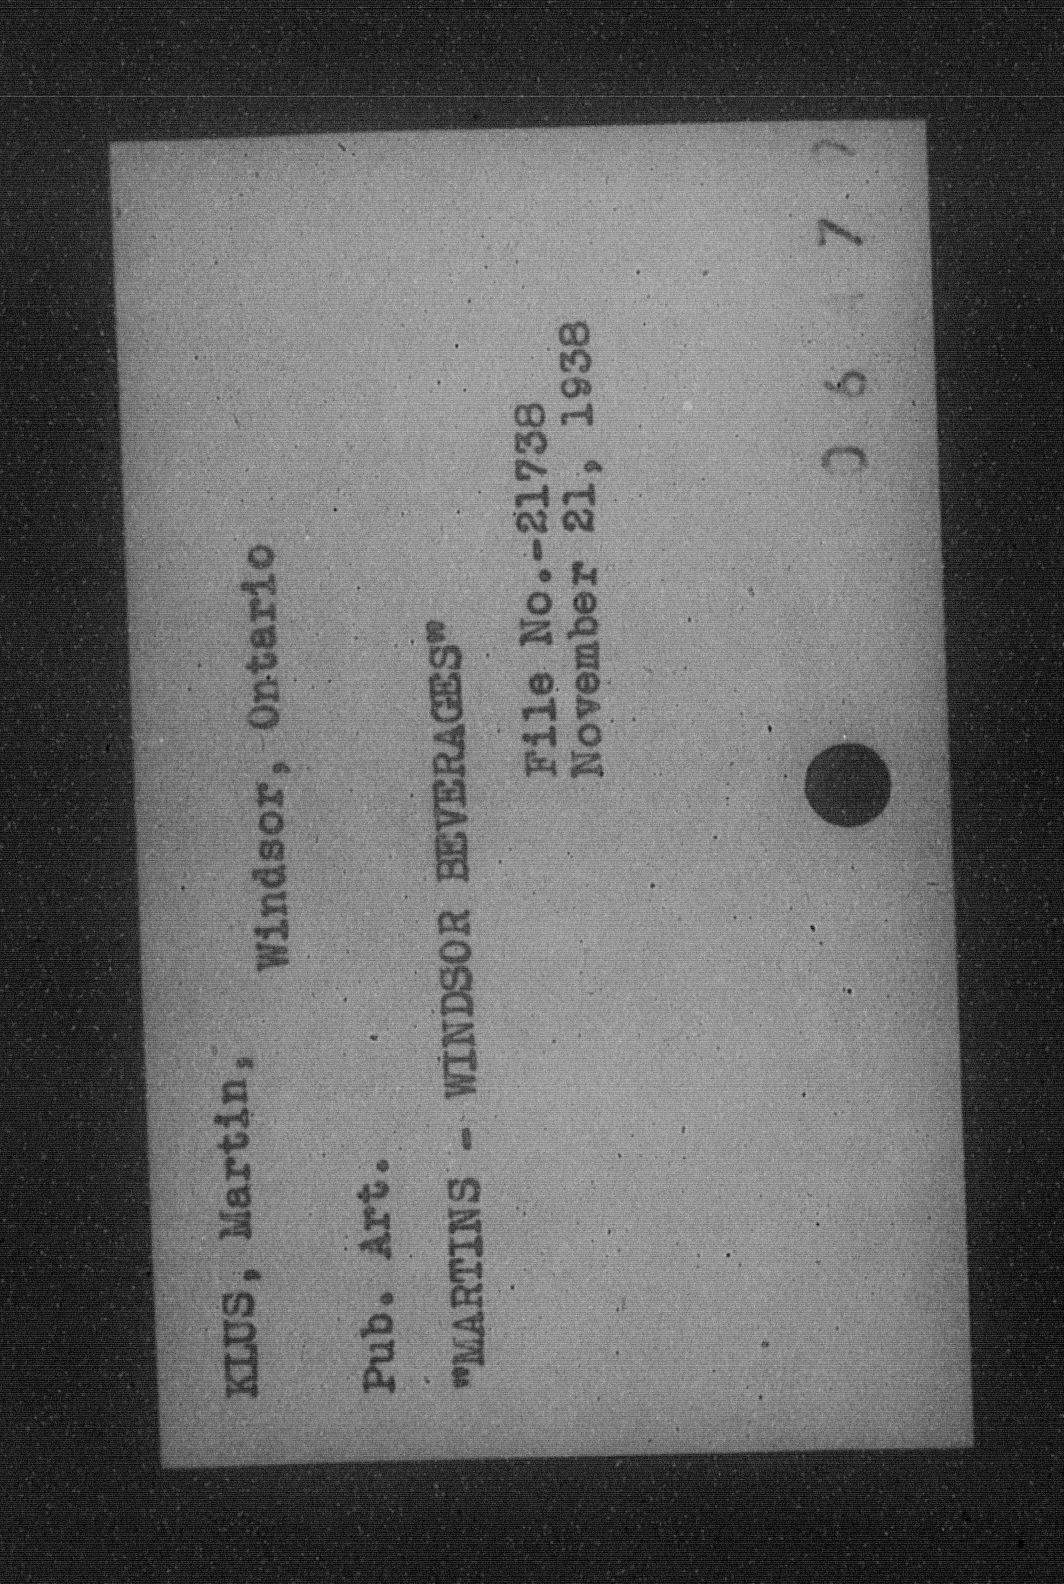 KLUS, Martin,
Windsor, Ontario
Pub. Art.
"MARTINS - WINDSOR BEVERAGES"
File No.-21738
November 21, 1938